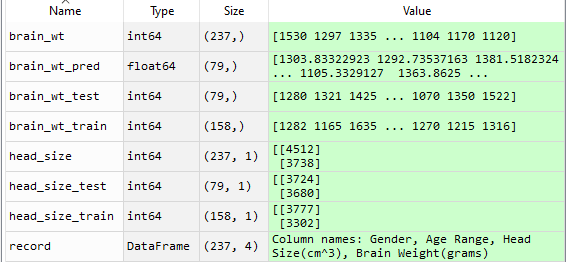 Name Type Size Value
brain_wt int64 (237,) [1530 1297 1335 ... 1104 1170 1120]
brain_wt_pred float64 (79,) [1303.83322923 1292.73537163 1381.5182324
... 1105.3329127 1363.8625 ...
brain_wt_test int64 (79,) [1280 1321 1425 ... 1070 1350 1522]
brain_wt_train int64 (158,) [1282 1165 1635 ... 1270 1215 1316]
head_size int64 (237, 1) [[4512]
[3738]
head_size_test int64 (79, 1) [[3724]
[3680]
head_size_train int64 (158, 1) [[3777]
[3302]
record DataFrame (237, 4) Column names: Gender, Age Range, Head
Size(cm^3), Brain Weight(grams)